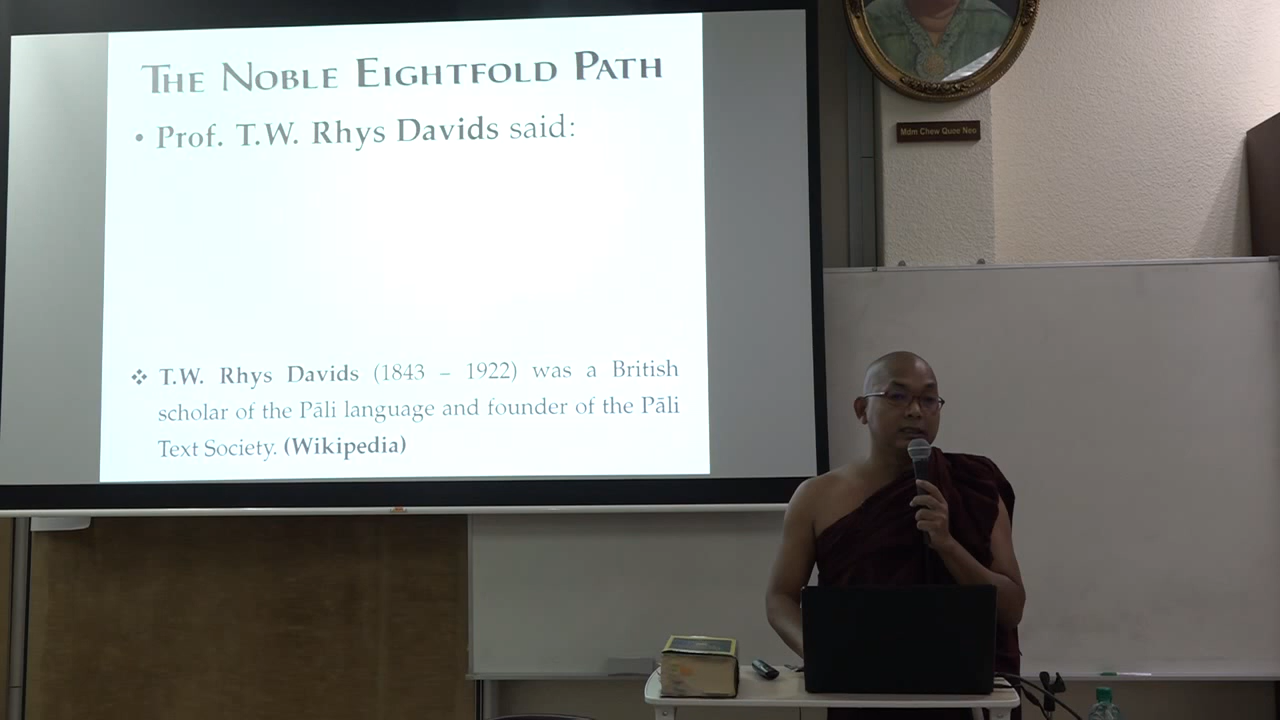 THE NOBLE EIGHTFOLD PATH
• Prof. T.W. Rhys Davids said:
❖ T.W. Rhys Davids (1843 – 1922) was a British
scholar of the Pāli language and founder of the Pāli
Text Society. (Wikipedia)
Mdm Chew Quee Neo